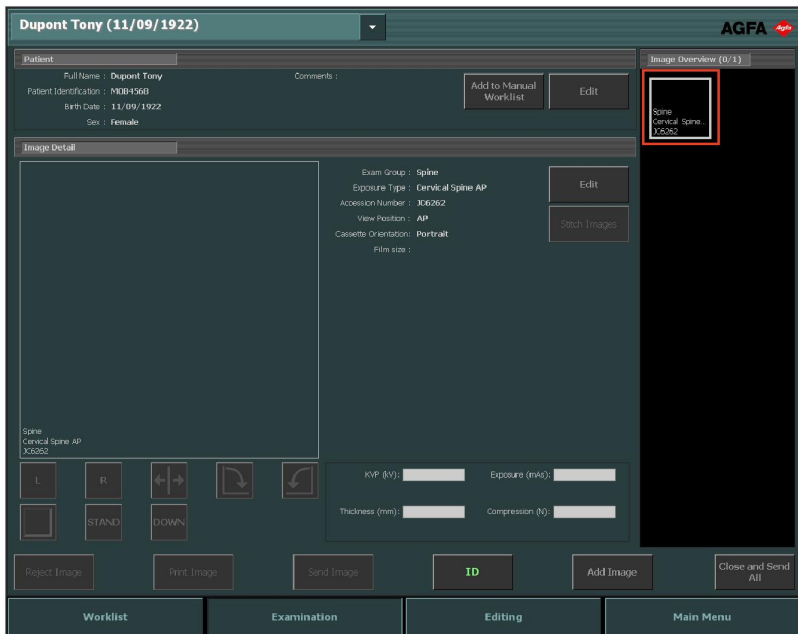 Dupont Tony (11/09/1922)
AGFA
Agfa
Patient
Full Name : Dupont Tony
Patient Identification : MOB456B
Birth Date : 11/09/1922
Sex : Female
Comments :
Add to Manual
Worklist
Edit
Image Overview (0/1)
Spine
Cervical Spine...
JC6262
Image Detail
Exam Group : Spine
Exposure Type : Cervical Spine AP
Accession Number : JC6262
View Position : AP
Cassette Orientation: Portrait
Film size :
Edit
Stitch Images
Spine
Cervical Spine AP
JC6262
L
R
STAND
DOWN
KVP (kV):
Exposure (mAs):
Thickness (mm):
Compression (N):
Reject Image
Print Image
Send Image
ID
Add Image
Close and Send
All
Worklist
Examination
Editing
Main Menu